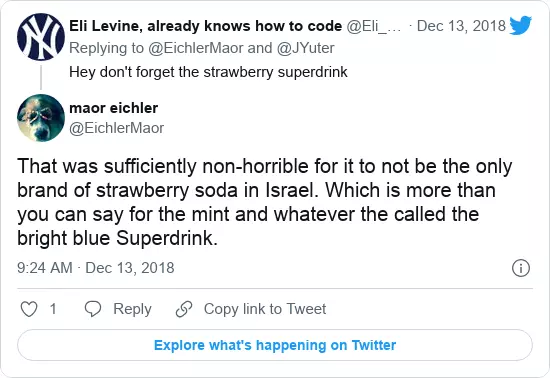 Eli Levine, already knows how to code @Eli_... · Dec 13, 2018
Replying to @EichlerMaor and @JYuter
Hey don't forget the strawberry superdrink
maor eichler
@EichlerMaor
That was sufficiently non-horrible for it to not be the only
brand of strawberry soda in Israel. Which is more than
you can say for the mint and whatever the called the
bright blue Superdrink.
9:24 AM · Dec 13, 2018
1 Reply Copy link to Tweet
Explore what's happening on Twitter